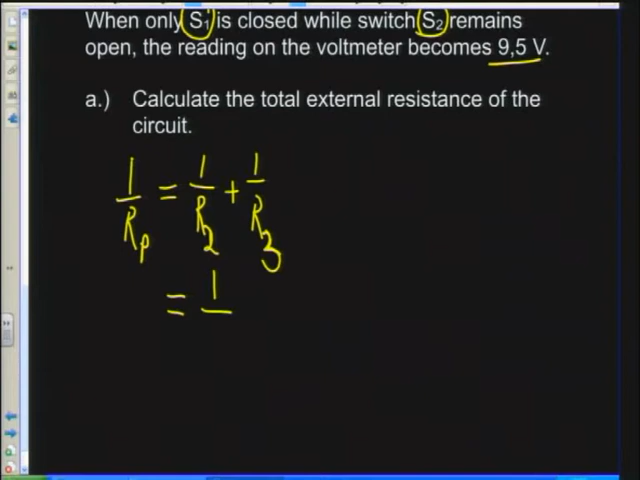 When only S1 is closed while switch S2 remains
open, the reading on the voltmeter becomes 9,5 V.
a.) Calculate the total external resistance of the
circuit.
1/Rp = 1/R2 + 1/R3
= 1